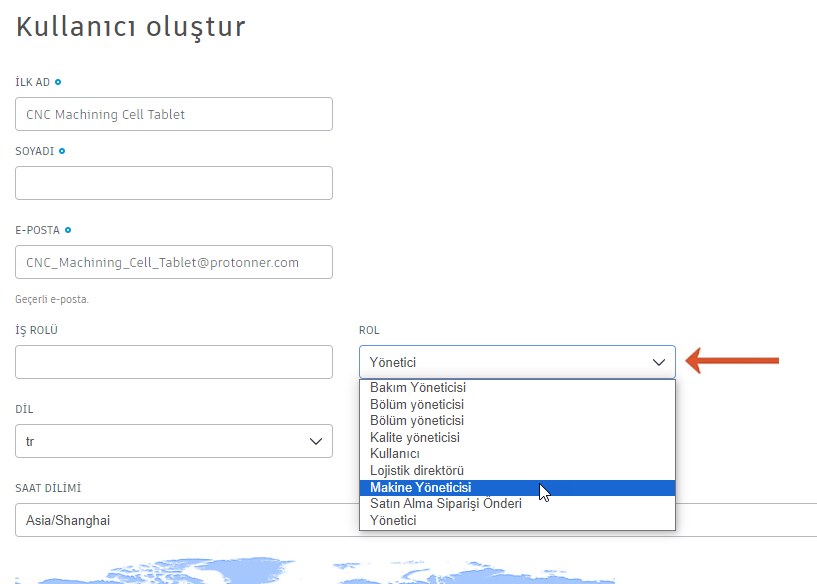 Kullanıcı oluştur
İLK AD
CNC Machining Cell Tablet
SOYADI
E-POSTA
CNC_Machining_Cell_Tablet@protonner.com
Geçerli e-posta.
İŞ ROLÜ
ROL
Yönetici
Bakım Yöneticisi
Bölüm yöneticisi
Bölüm yöneticisi
Kalite yöneticisi
Kullanıcı
Lojistik direktörü
Makine Yöneticisi
Satın Alma Siparişi Önderi
Yönetici
DİL
tr
SAAT DİLİMİ
Asia/Shanghai